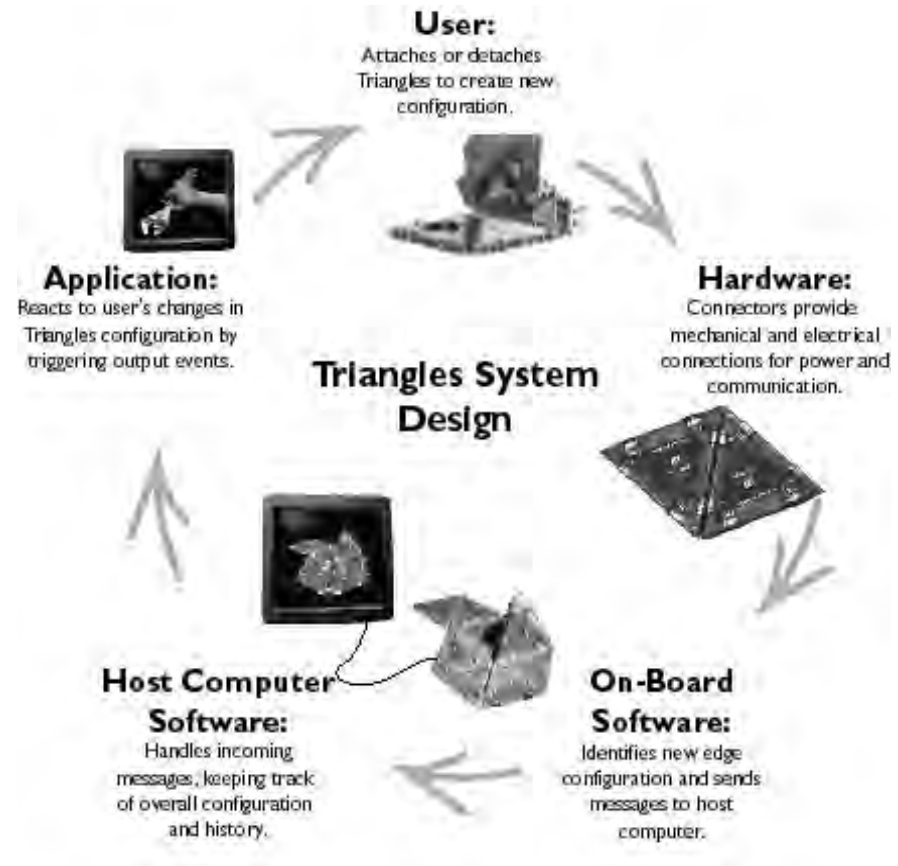 User:
Attaches or detaches
Triangles to create new
configuration.
Application:
Reacts to user's changes in
Triangles configuration by
triggering output events.
Hardware:
Connectors provide
mechanical and electrical
connections for power and
communication.
Triangles System
Design
Host Computer
Software:
Handles incoming
messages, keeping track
of overall configuration
and history.
On-Board
Software:
Identifies new edge
configuration and sends
messages to host
computer.